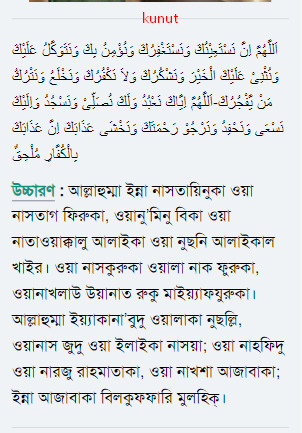 kunut
اَللَّهُمَّ اِنَّ نَسْتَعِيْنُكَ وَنَسْتَغْفِرُكَ وَنُؤْمِنُ بِكَ وَنَتَوَكَّلُ عَلَيْكَ
وَنُثْنِىْ عَلَيْكَ الْخَيْرَ وَنَشْكُرُكَ وَلاَ نَكْفُرُكَ وَنَخْلَعُ وَنَتْرُكُ
مَنْ يَّفْجُرُكَ-اَللَّهُمَّ اِيَّاكَ نَعْبُدُ وَلَكَ نُصَلِّىْ وَنَسْجُدُ وَاِلَيْكَ
نَسْعَى وَنَحْفِدُ وَنَرْجُوْ رَحْمَتَكَ وَنَخْشَى عَذَابَكَ اِنَّ عَذَابَكَ
بِالْكُفَّارِ مُلْحِقٌ
উচ্চারণ : আল্লাহুম্মা ইন্না নাসতায়িনুকা ওয়া
নাসতাগ ফিরুকা, ওয়ানু'মিনু বিকা ওয়া
নাতাওয়াক্কালু আলাইকা ওয়া নুছনি আলাইকাল
খাইর। ওয়া নাসকুরুকা ওয়ালা নাক ফুরুকা,
ওয়ানাখলাউ উয়ানাত রুকু মাইয়্যাফযুরুকা।
আল্লাহুম্মা ইয়্যাকানা'বুদু ওয়ালাকা নুছল্লি,
ওয়ানাস জুদু ওয়া ইলাইকা নাসয়া; ওয়া নাহফিদু
ওয়া নারজু রাহমাতাকা, ওয়া নাখশা আজাবাকা;
ইন্না আজাবাকা বিলকুফফারি মুলহিক্।